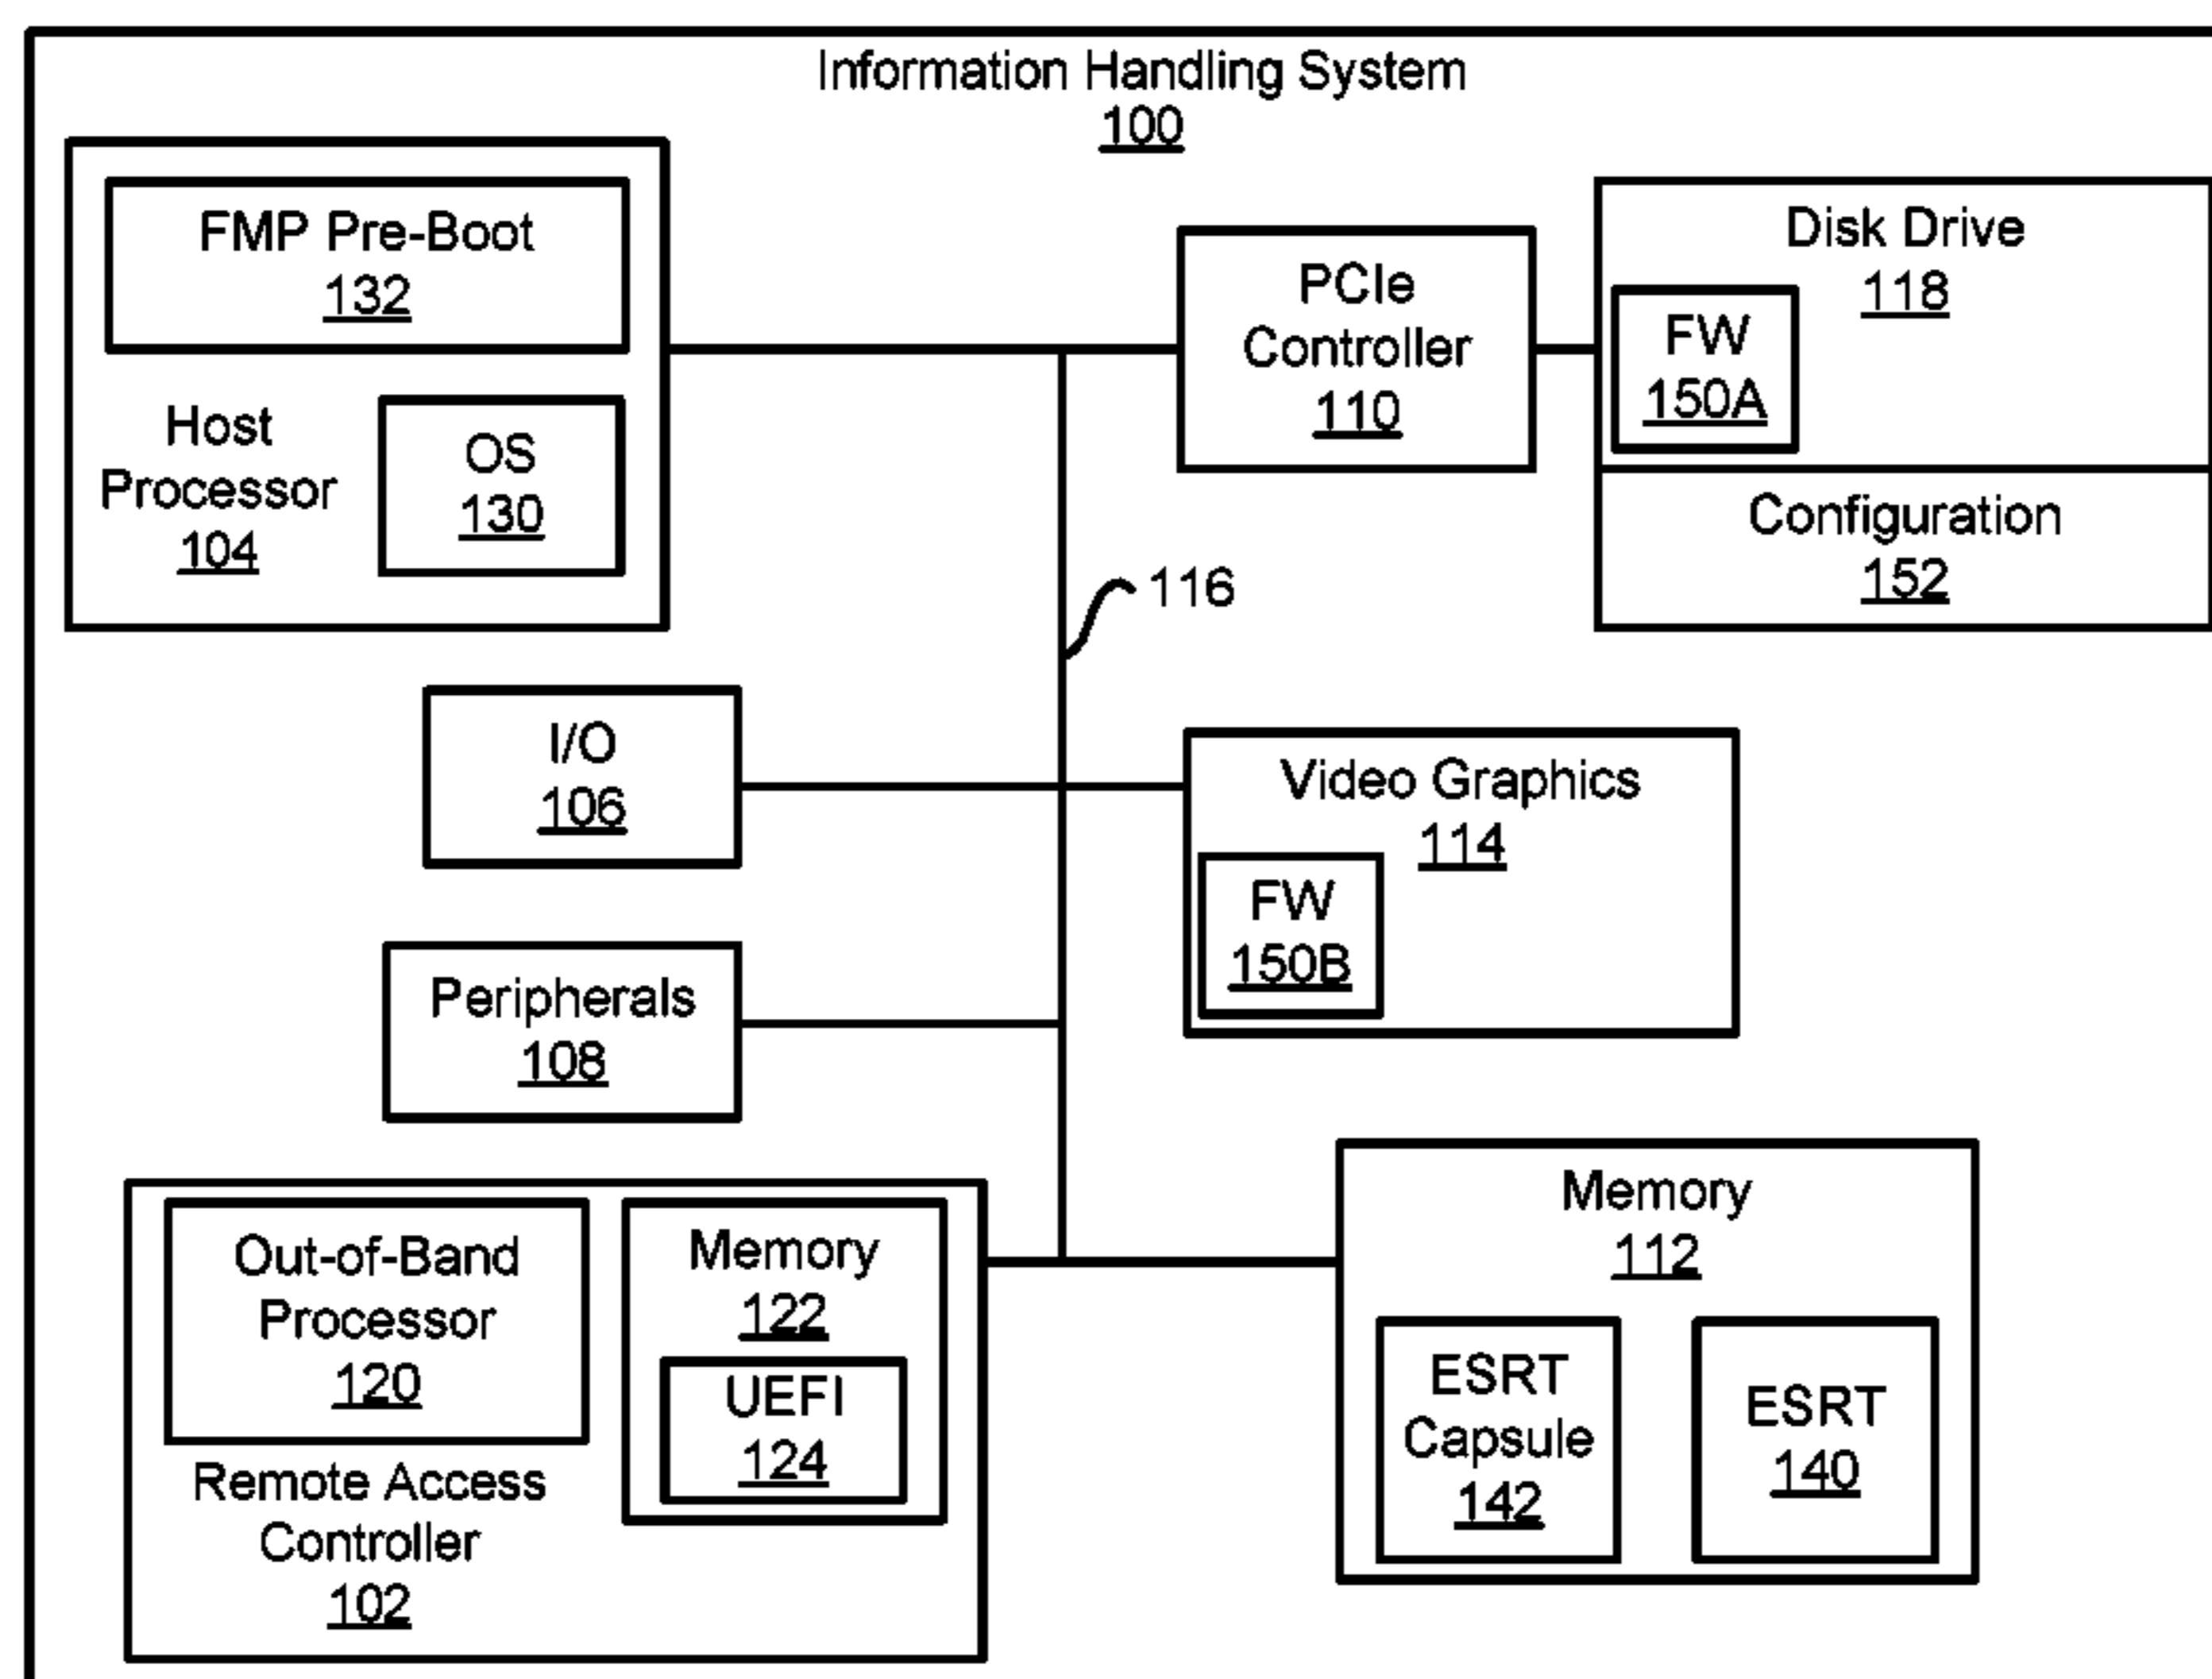 Information Handling System
100
FMP Pre-Boot
132
Host
Processor
104
OS
130
PCIe
Controller
110
Disk Drive
118
FW
150A
Configuration
152
116
I/O
106
Video Graphics
114
FW
150B
Peripherals
108
Out-of-Band
Processor
120
Memory
122
UEFI
124
Remote Access
Controller
102
Memory
112
ESRT
Capsule
142
ESRT
140